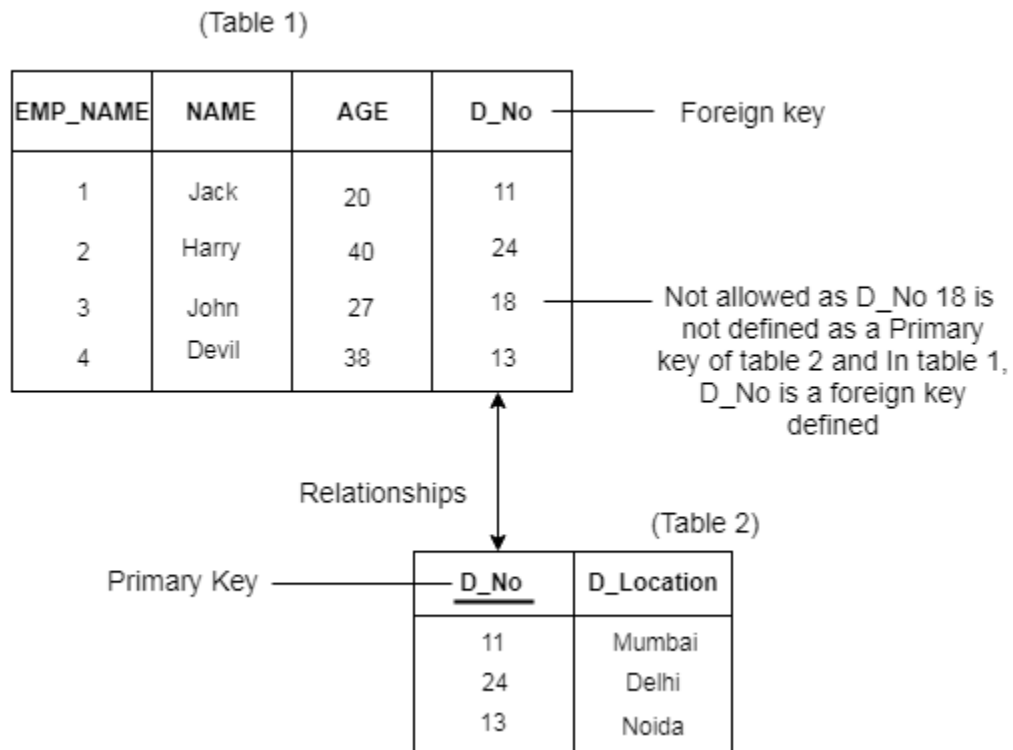 (Table 1)
EMP_NAME NAME AGE D_No Foreign key
1 Jack 20 11
2 Harry 40 24
3 John 27 18
4 Devil 38 13
Not allowed as D_No 18 is
not defined as a Primary
key of table 2 and In table 1,
D_No is a foreign key
defined
Relationships
(Table 2)
Primary Key D_No D_Location
11 Mumbai
24 Delhi
13 Noida